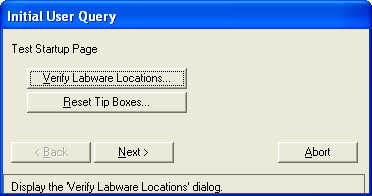 Initial User Query
Test Startup Page
Verify Labware Locations...
Reset Tip Boxes...
< Back
Next >
Abort
Display the 'Verify Labware Locations' dialog.